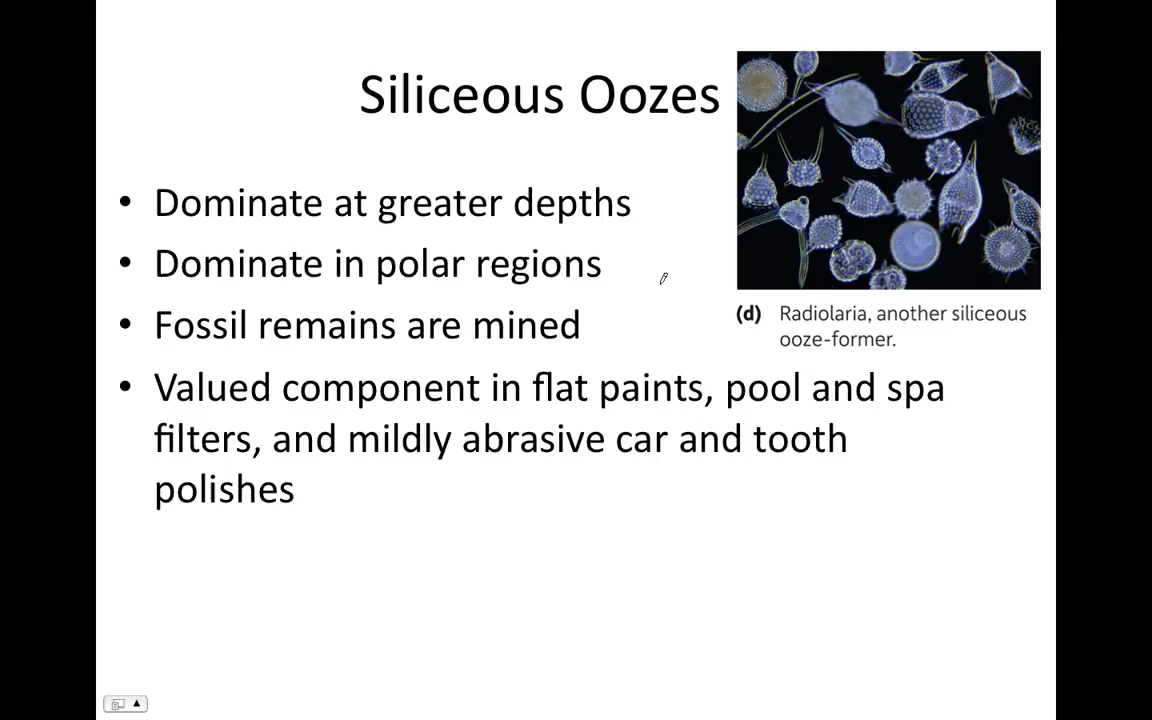 Siliceous Oozes
• Dominate at greater depths
• Dominate in polar regions
• Fossil remains are mined
(d) Radiolaria, another siliceous
ooze-former.
• Valued component in flat paints, pool and spa
filters, and mildly abrasive car and tooth
polishes